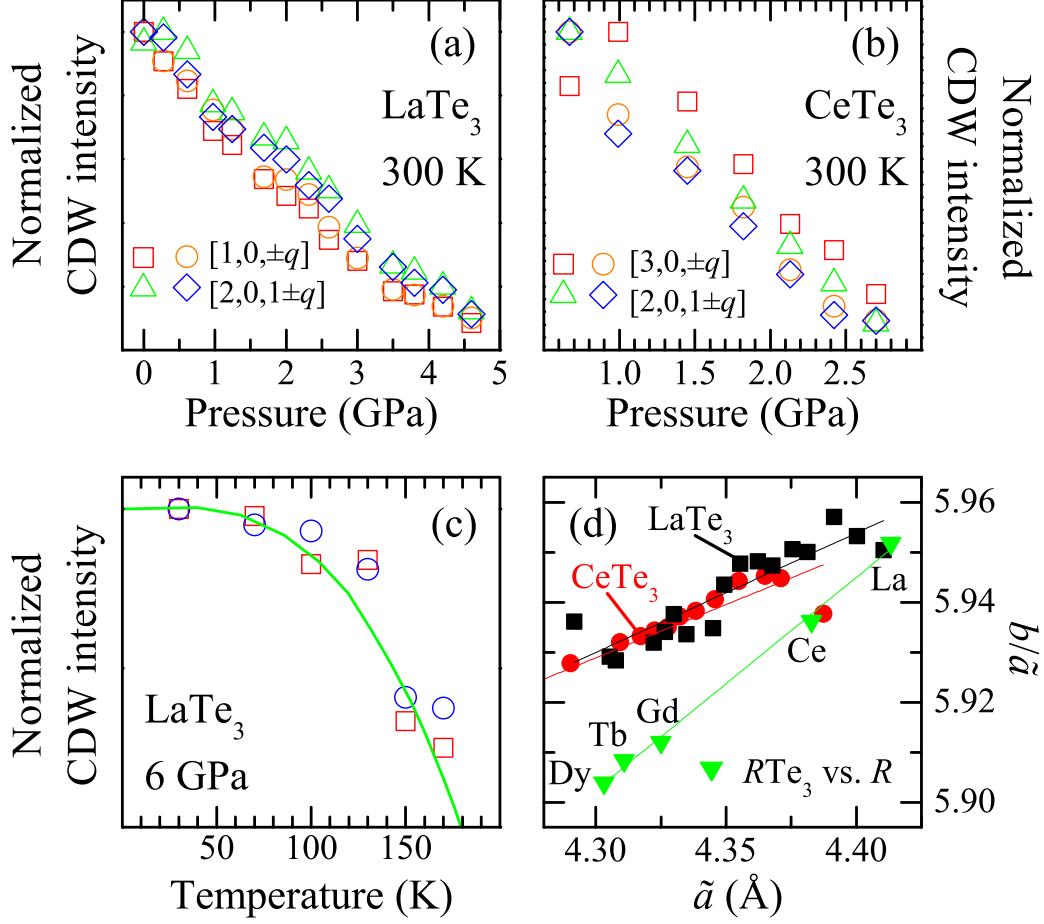 (a)
LaTe3
300 K
[1,0,±q]
[2,0,1±q]
Normalized
CDW intensity
0 1 2 3 4 5
Pressure (GPa)
(b)
CeTe3
300 K
[3,0,±q]
[2,0,1±q]
Normalized
CDW intensity
1.0 1.5 2.0 2.5
Pressure (GPa)
(c)
LaTe3
6 GPa
Normalized
CDW intensity
50 100 150
Temperature (K)
(d)
LaTe3
CeTe3
La
Ce
Gd
Tb
Dy
RTe3 vs. R
5.96
5.94
5.92
5.90
b/ã
4.30 4.35 4.40
ã (Å)